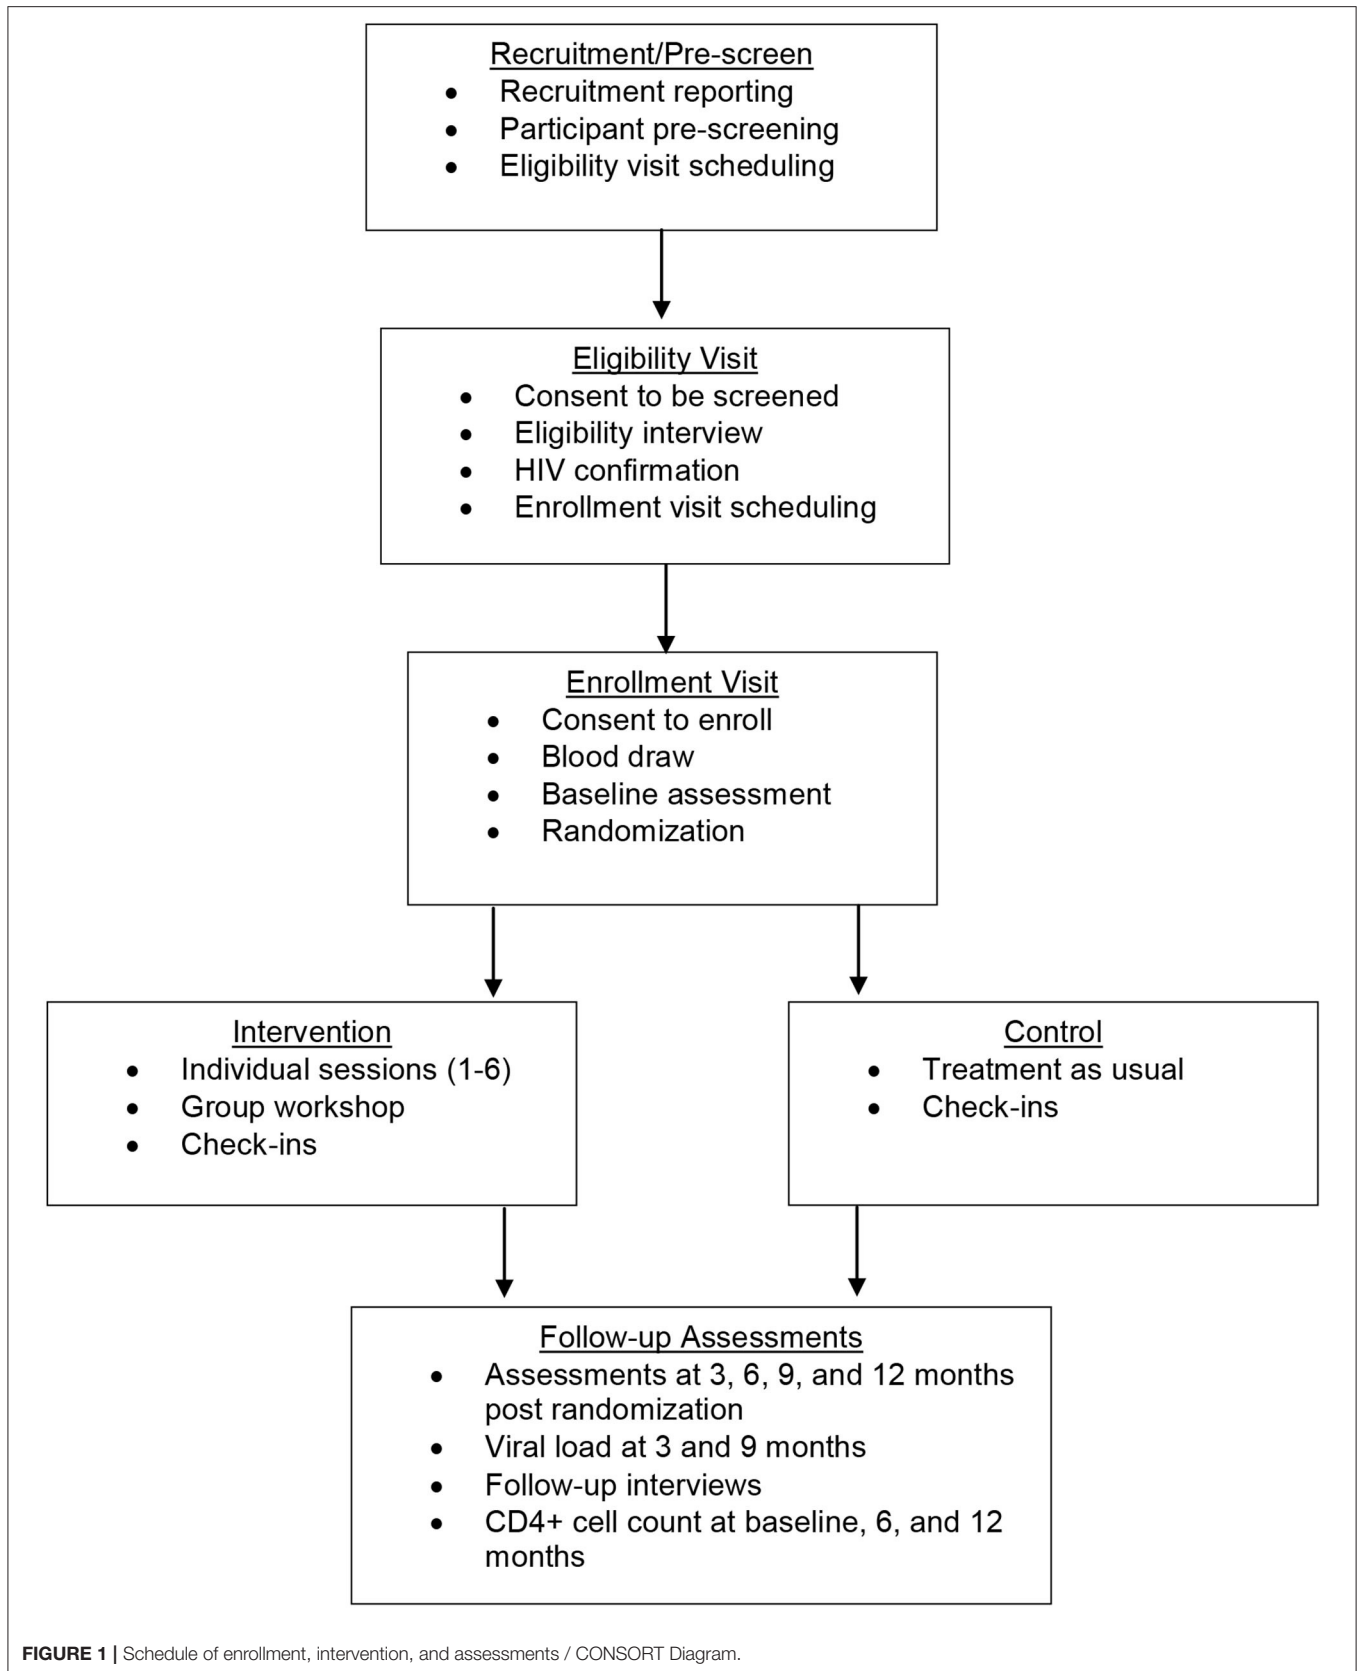 Recruitment/Pre-screen
• Recruitment reporting
• Participant pre-screening
• Eligibility visit scheduling
Eligibility Visit
• Consent to be screened
• Eligibility interview
• HIV confirmation
• Enrollment visit scheduling
Enrollment Visit
• Consent to enroll
• Blood draw
• Baseline assessment
• Randomization
Intervention
• Individual sessions (1-6)
• Group workshop
• Check-ins
Control
• Treatment as usual
• Check-ins
Follow-up Assessments
• Assessments at 3, 6, 9, and 12 months
post randomization
• Viral load at 3 and 9 months
• Follow-up interviews
• CD4+ cell count at baseline, 6, and 12
months
FIGURE 1 | Schedule of enrollment, intervention, and assessments / CONSORT Diagram.